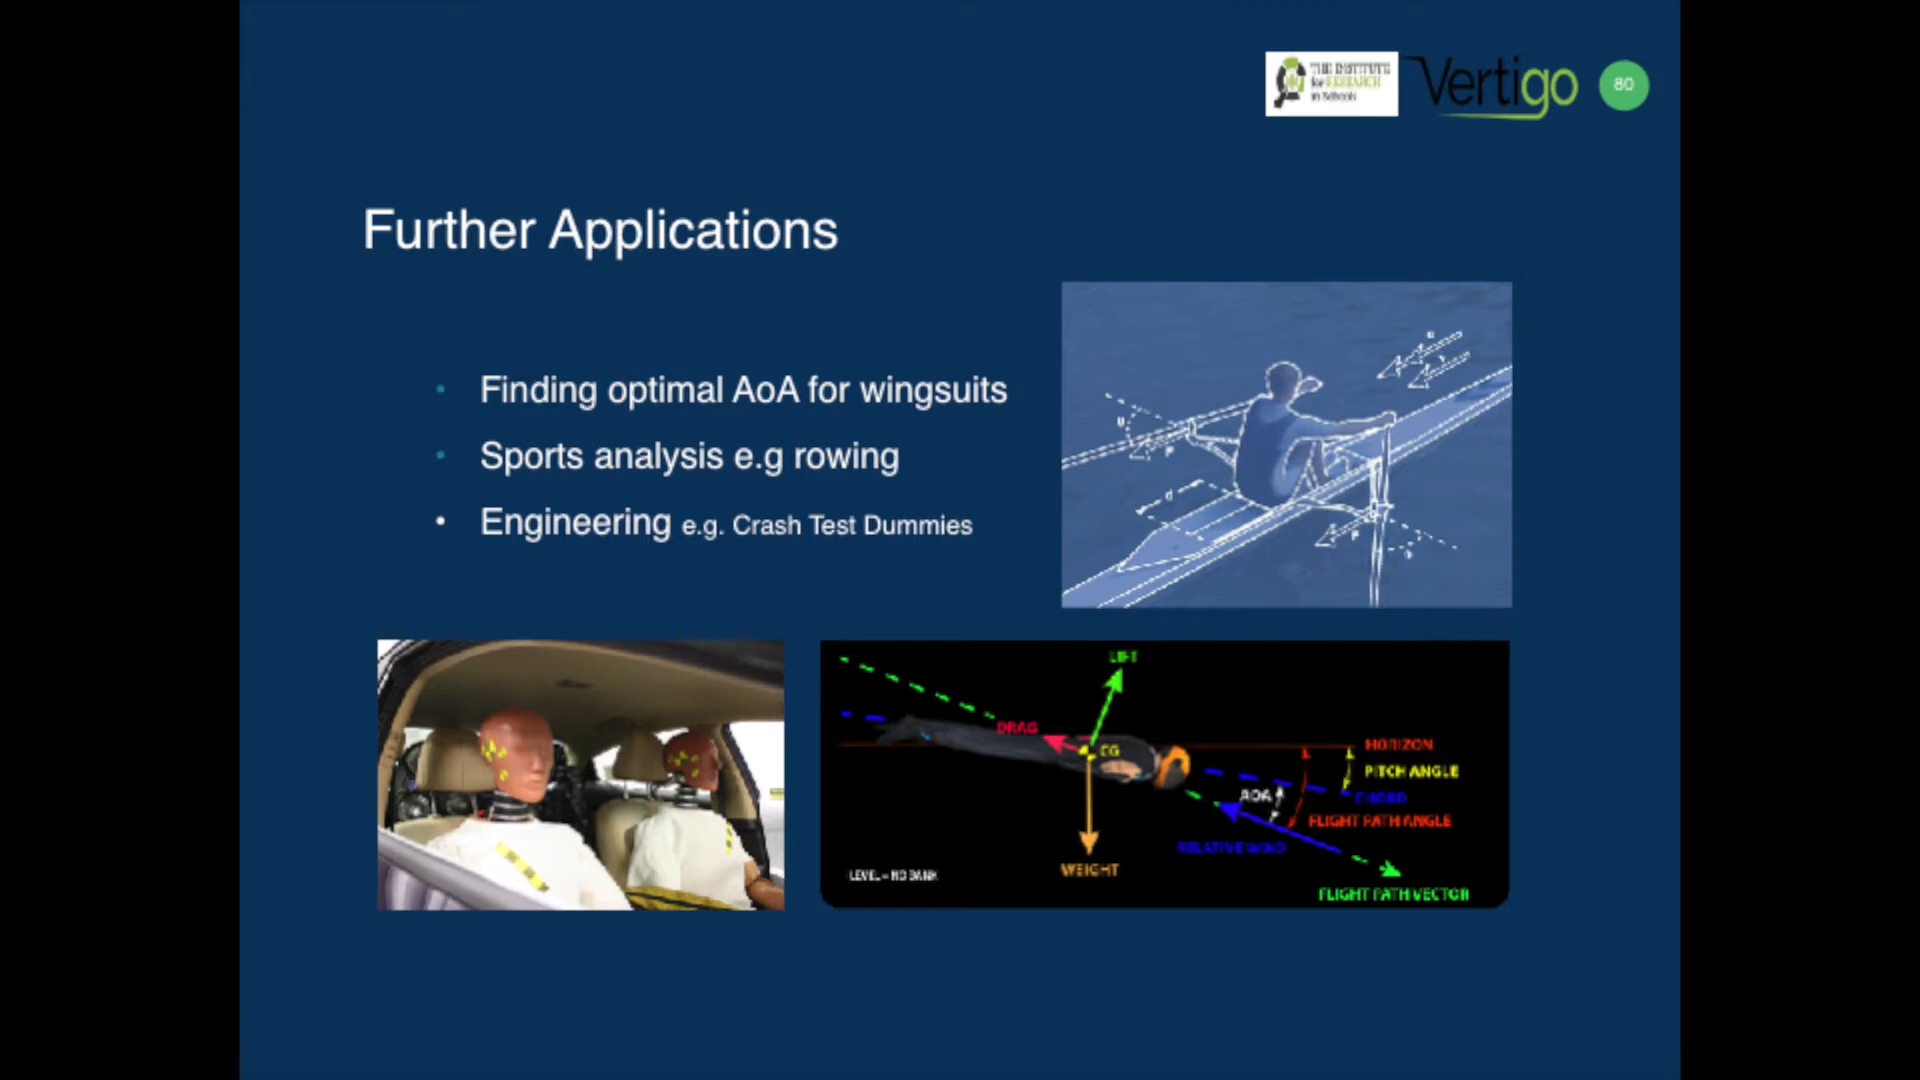 THE INSTITUTE
for RESEARCH
in Schools
Vertigo
80
Further Applications
Finding optimal AoA for wingsuits
Sports analysis e.g rowing
Engineering e.g. Crash Test Dummies
LIFT
DRAG
CG
HORIZON
PITCH ANGLE
AOA
CHORD
FLIGHT PATH ANGLE
RELATIVE WIND
WEIGHT
LEVEL = NO BANK
FLIGHT PATH VECTOR